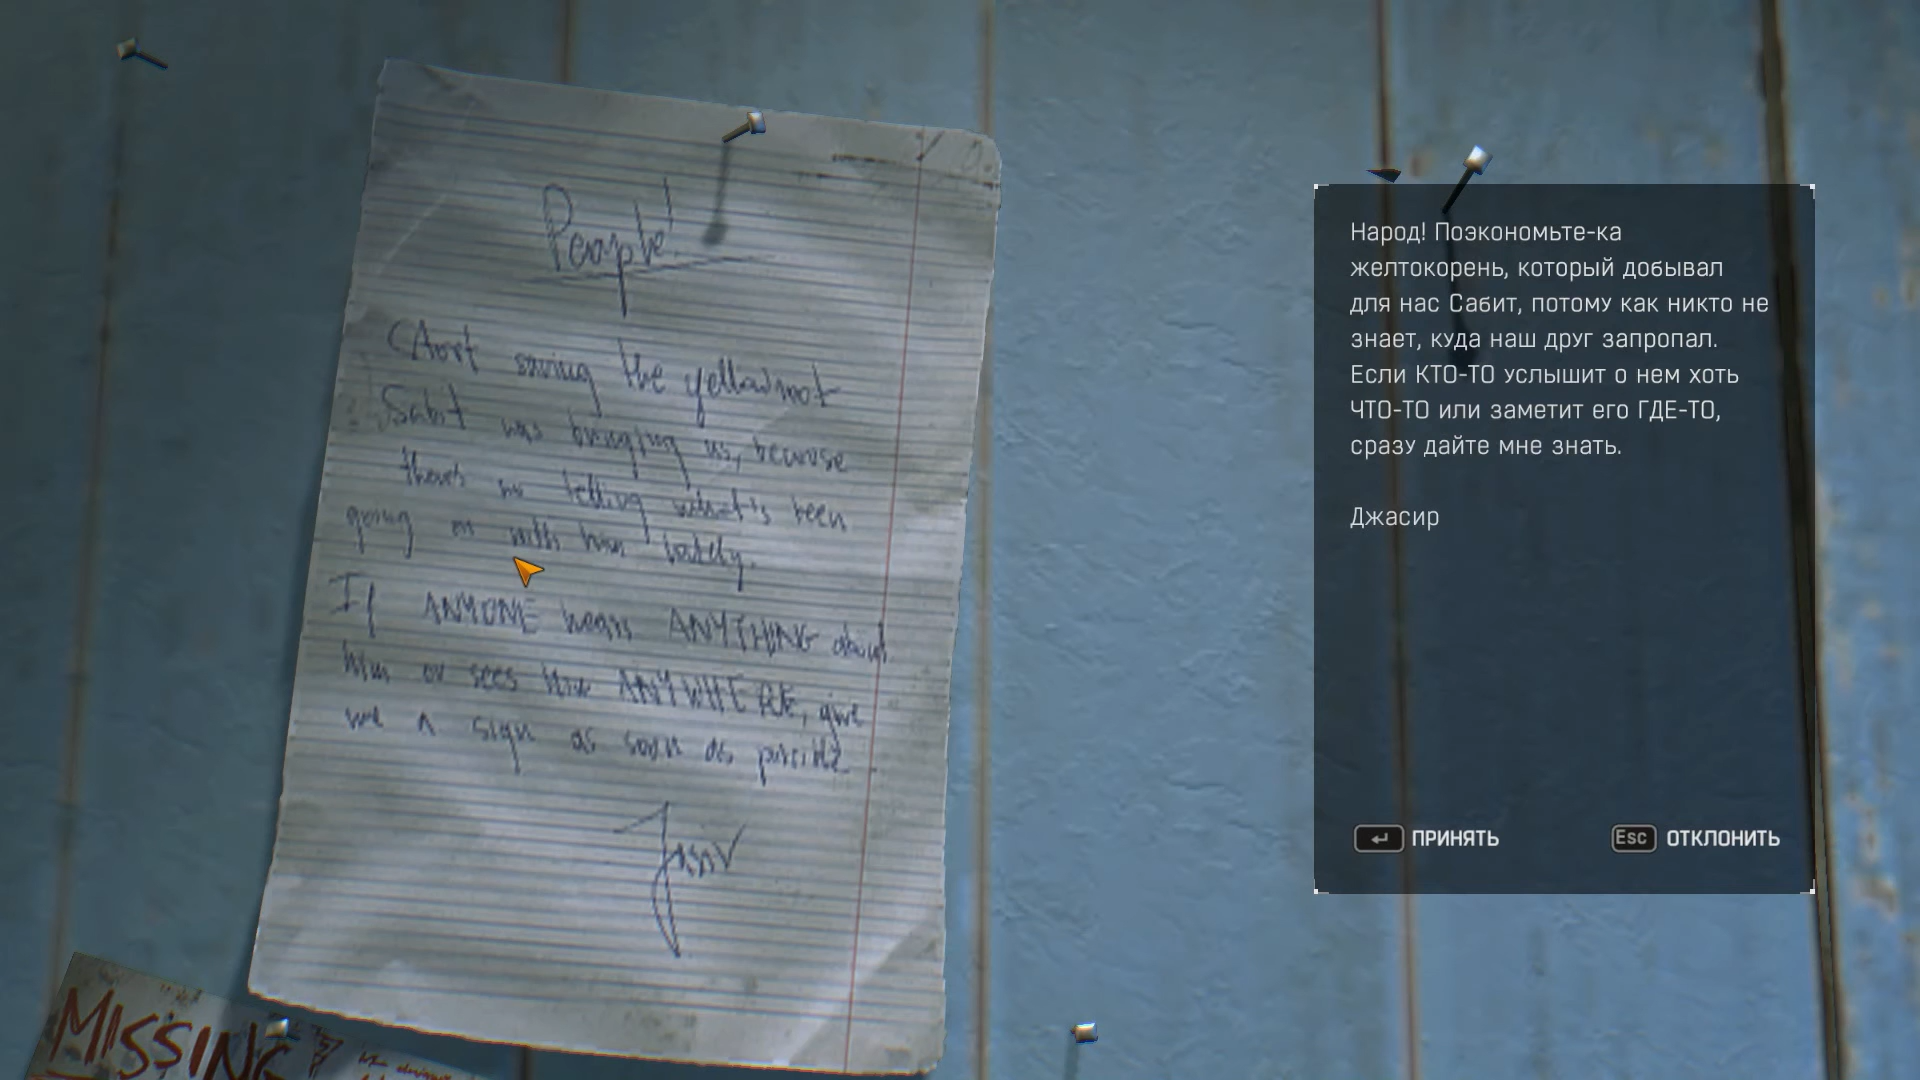 People!
Start saving the yellowroot
Sabit was bringing us, because
there's no telling what's been
going on with him lately.
If ANYONE hears ANYTHING about
him or sees him ANYWHERE, give
me a sign as soon as possible.
Jasir
MISSING
Народ! Поэкономьте-ка
желтокорень, который добывал
для нас Сабит, потому как никто не
знает, куда наш друг запропал.
Если КТО-ТО услышит о нем хоть
ЧТО-ТО или заметит его ГДЕ-ТО,
сразу дайте мне знать.
Джасир
ПРИНЯТЬ
Esc ОТКЛОНИТЬ